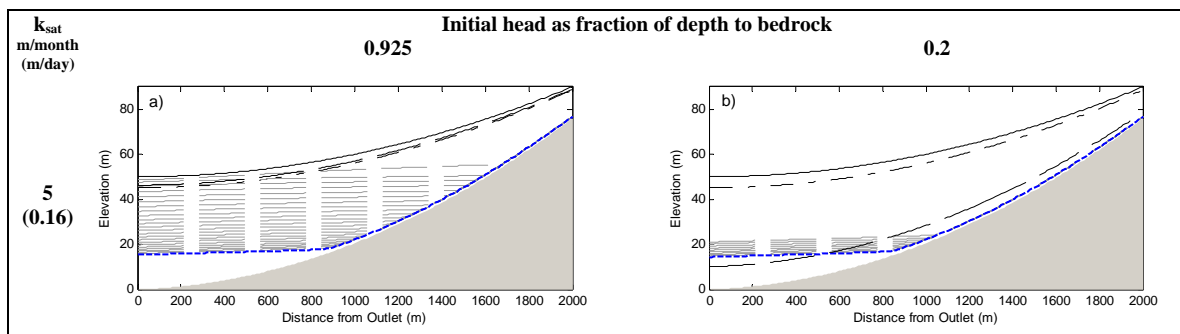 k_sat
m/month
(m/day)
Initial head as fraction of depth to bedrock
0.925
0.2
5
(0.16)
a)
Elevation (m)
80
60
40
20
0
0 200 400 600 800 1000 1200 1400 1600 1800 2000
Distance from Outlet (m)
b)
Elevation (m)
80
60
40
20
0
0 200 400 600 800 1000 1200 1400 1600 1800 2000
Distance from Outlet (m)